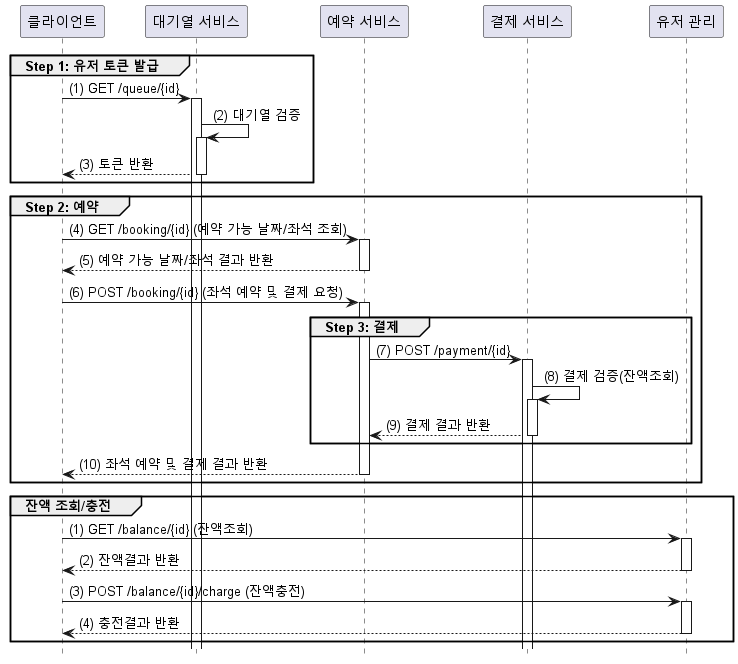 클라이언트 대기열 서비스 예약 서비스 결제 서비스 유저 관리
Step 1: 유저 토큰 발급
(1) GET /queue/{id}
(2) 대기열 검증
(3) 토큰 반환
Step 2: 예약
(4) GET /booking/{id} (예약 가능 날짜/좌석 조회)
(5) 예약 가능 날짜/좌석 결과 반환
(6) POST /booking/{id} (좌석 예약 및 결제 요청)
Step 3: 결제
(7) POST /payment/{id}
(8) 결제 검증(잔액조회)
(9) 결제 결과 반환
(10) 좌석 예약 및 결제 결과 반환
잔액 조회/충전
(1) GET /balance/{id} (잔액조회)
(2) 잔액결과 반환
(3) POST /balance/{id}/charge (잔액충전)
(4) 충전결과 반환